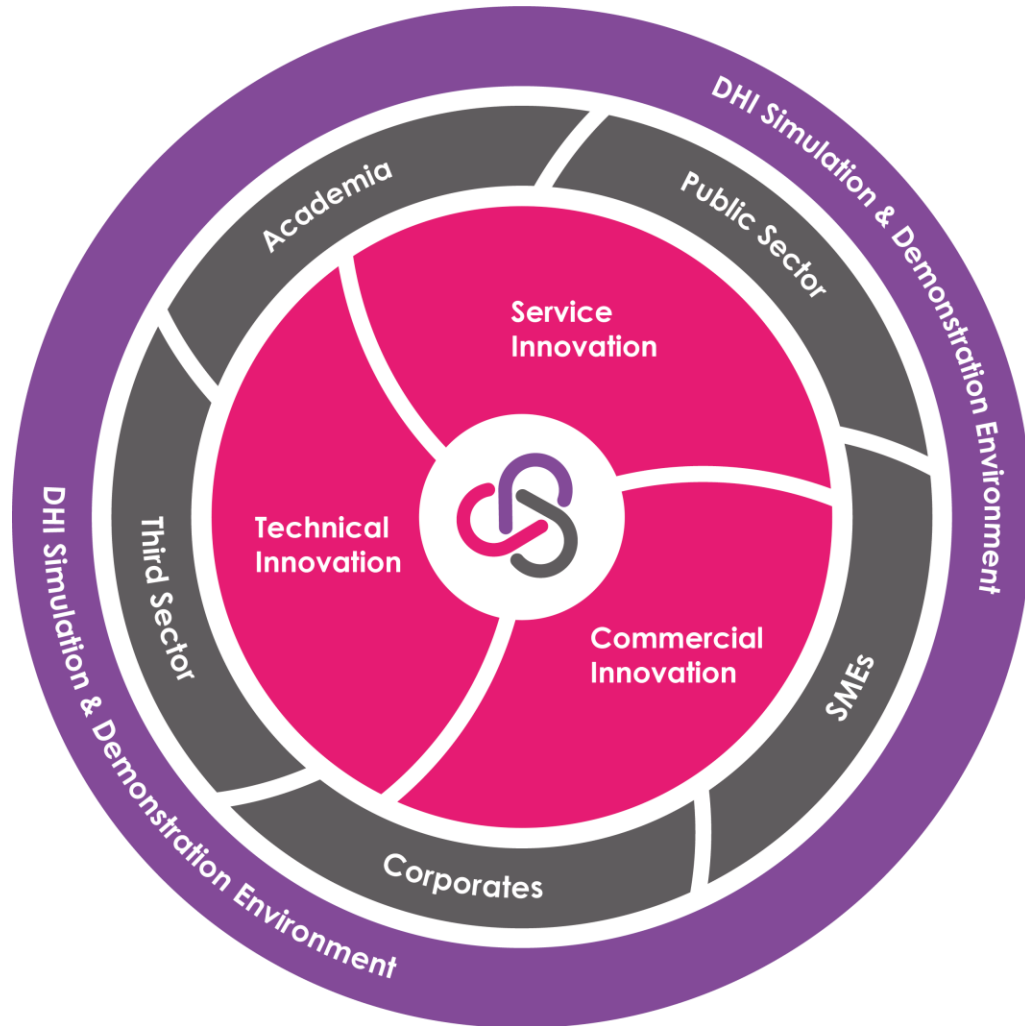 DHI Simulation & Demonstration Environment
Academia
Public Sector
Service
Innovation
Technical
Innovation
Third Sector
Commercial
Innovation
SMEs
Corporates
DHI Simulation & Demonstration Environment